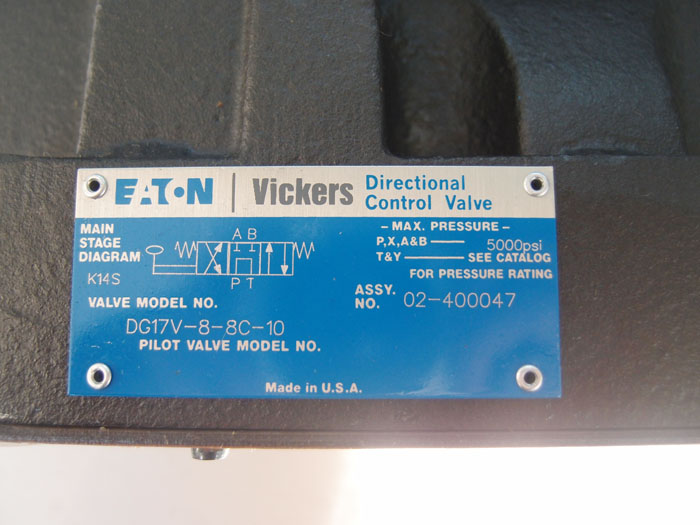 EATON Vickers Directional
Control Valve
MAIN
STAGE
DIAGRAM
A B
P T
K14S
- MAX. PRESSURE -
P,X,A&B — 5000psi
T&Y — SEE CATALOG
FOR PRESSURE RATING
VALVE MODEL NO.
ASSY.
NO. 02-400047
DG17V-8-8C-10
PILOT VALVE MODEL NO.
Made in U.S.A.